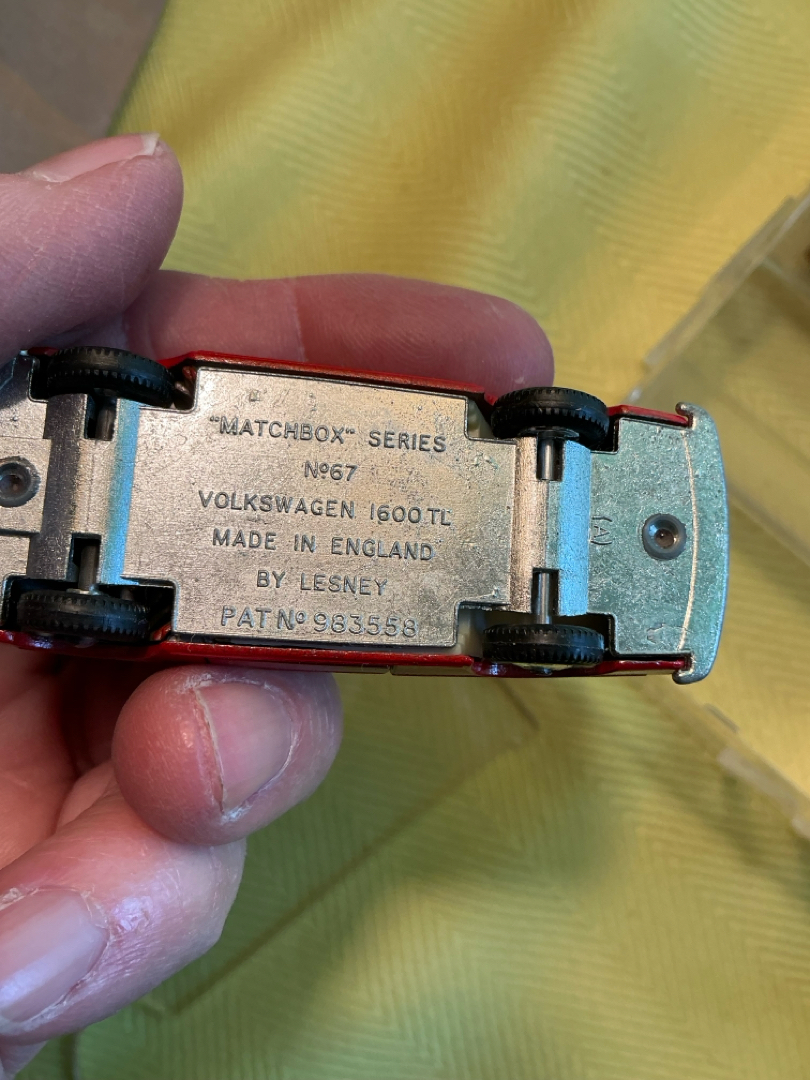 "MATCHBOX" SERIES
Nº67
VOLKSWAGEN 1600 TL
MADE IN ENGLAND
BY LESNEY
PAT Nº 983558
(A)